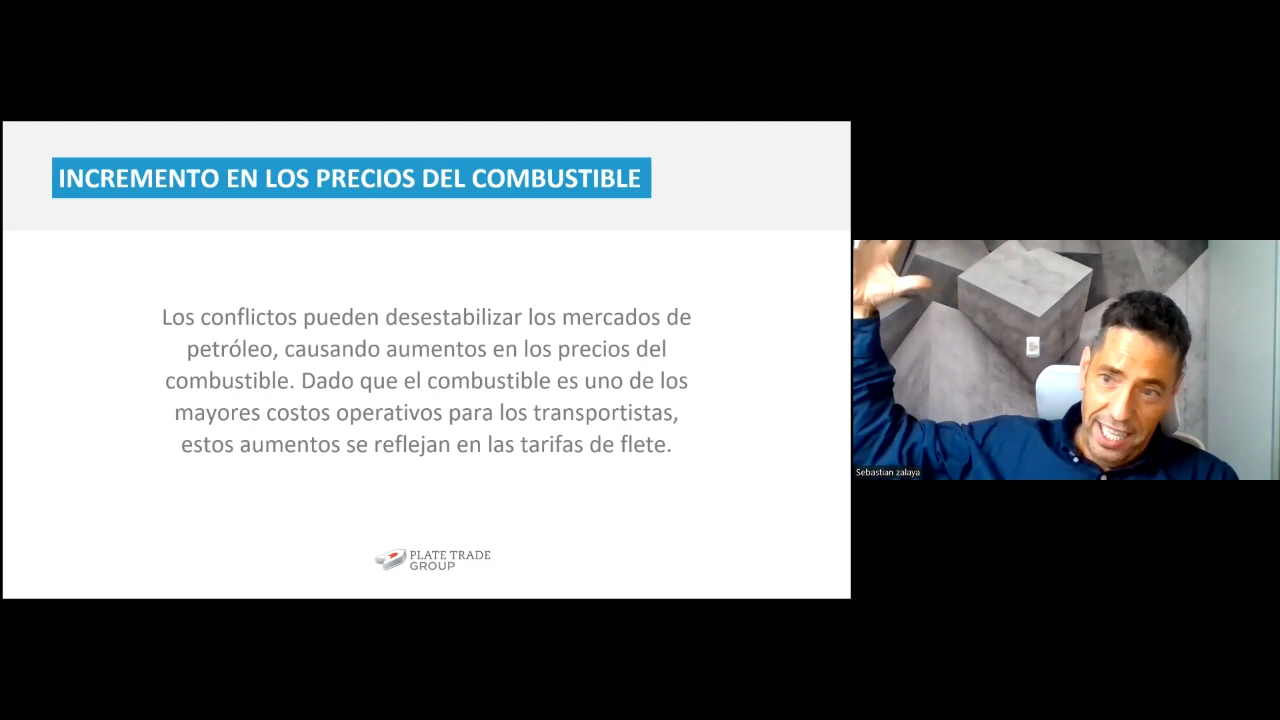 INCREMENTO EN LOS PRECIOS DEL COMBUSTIBLE
Los conflictos pueden desestabilizar los mercados de
petróleo, causando aumentos en los precios del
combustible. Dado que el combustible es uno de los
mayores costos operativos para los transportistas,
estos aumentos se reflejan en las tarifas de flete.
PLATE TRADE
GROUP
Sebastian zalaya